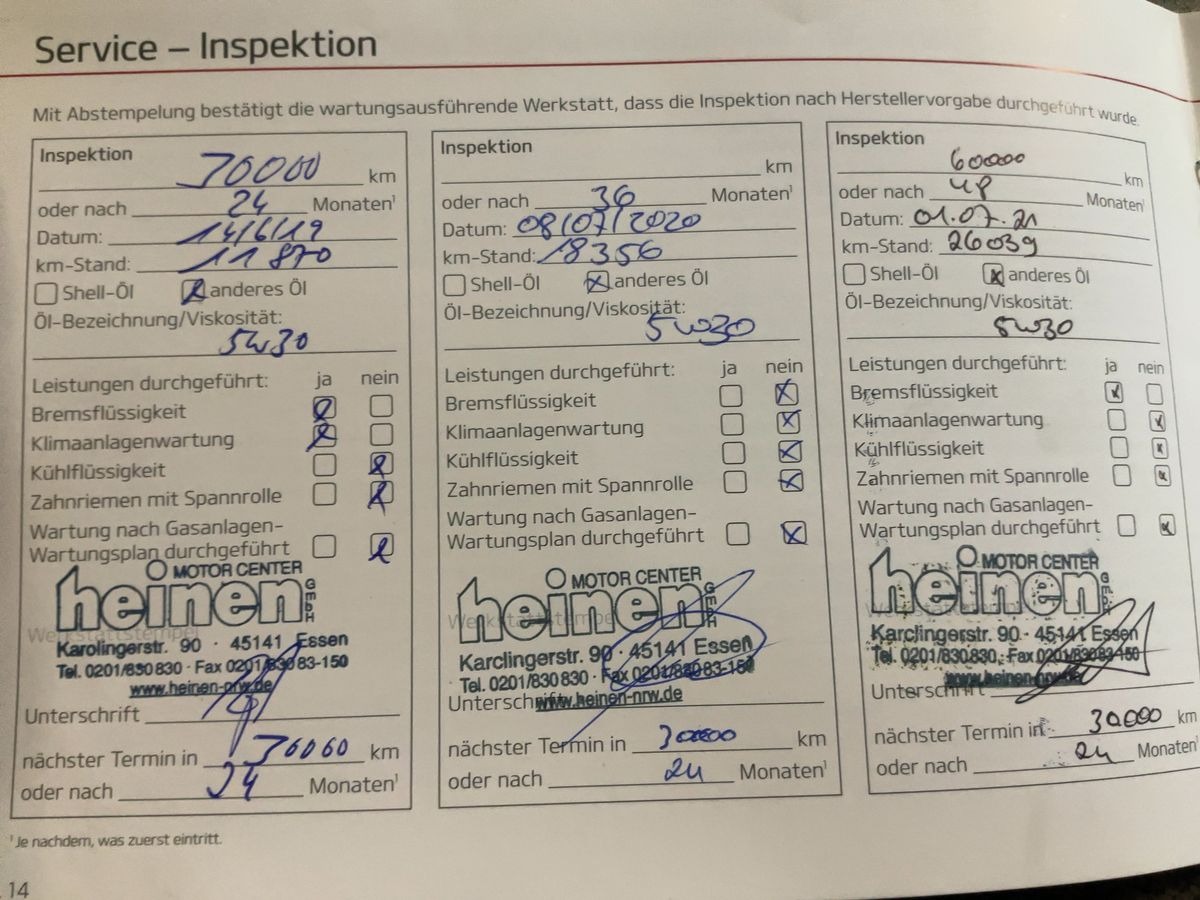 Service – Inspektion
Mit Abstempelung bestätigt die wartungsausführende Werkstatt, dass die Inspektion nach Herstellervorgabe durchgeführt wurde.
Inspektion
30000 km
oder nach 24 Monaten¹
Datum: 14/6/19
km-Stand: 11870
Shell-Öl anderes Öl
Öl-Bezeichnung/Viskosität:
5w30
Leistungen durchgeführt: ja nein
Bremsflüssigkeit
Klimaanlagenwartung
Kühlflüssigkeit
Zahnriemen mit Spannrolle
Wartung nach Gasanlagen-
Wartungsplan durchgeführt
MOTOR CENTER
heinen GmbH
Werkstattstempel
Karolingerstr. 90 · 45141 Essen
Tel. 0201/830 830 · Fax 0201/830 83-150
www.heinen-nrw.de
Unterschrift
nächster Termin in km
oder nach 24 Monaten¹
Inspektion
km
oder nach 36 Monaten¹
Datum: 08/07/2020
km-Stand: 18356
Shell-Öl anderes Öl
Öl-Bezeichnung/Viskosität:
5w30
Leistungen durchgeführt: ja nein
Bremsflüssigkeit
Klimaanlagenwartung
Kühlflüssigkeit
Zahnriemen mit Spannrolle
Wartung nach Gasanlagen-
Wartungsplan durchgeführt
MOTOR CENTER
heinen GmbH
Werkstattstempel
Karolingerstr. 90 · 45141 Essen
Tel. 0201/830 830 · Fax 0201/830 83-150
www.heinen-nrw.de
Unterschrift
nächster Termin in 30000 km
oder nach 24 Monaten¹
Inspektion
60000 km
oder nach 48 Monaten¹
Datum: 01.07.21
km-Stand: 26039
Shell-Öl anderes Öl
Öl-Bezeichnung/Viskosität:
5w30
Leistungen durchgeführt: ja nein
Bremsflüssigkeit
Klimaanlagenwartung
Kühlflüssigkeit
Zahnriemen mit Spannrolle
Wartung nach Gasanlagen-
Wartungsplan durchgeführt
MOTOR CENTER
heinen GmbH
Karolingerstr. 90 · 45141 Essen
Tel. 0201/830 830 · Fax 0201/830 83-150
Unterschrift
nächster Termin in 30000 km
oder nach 24 Monaten¹
¹Je nachdem, was zuerst eintritt.
14